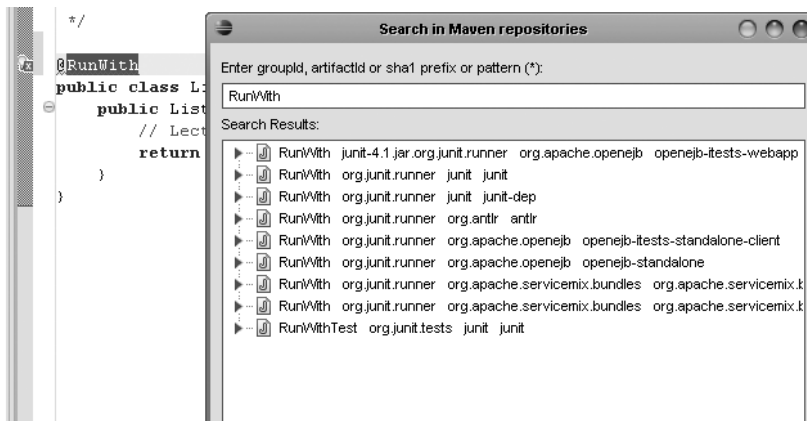 */
@RunWith
public class Li
public List
// Lect
return
}
}
Search in Maven repositories
Enter groupId, artifactId or sha1 prefix or pattern (*):
RunWith
Search Results:
RunWith junit-4.1.jar.org.junit.runner org.apache.openejb openejb-itests-webapp
RunWith org.junit.runner junit junit
RunWith org.junit.runner junit junit-dep
RunWith org.junit.runner org.antlr antlr
RunWith org.junit.runner org.apache.openejb openejb-itests-standalone-client
RunWith org.junit.runner org.apache.openejb openejb-standalone
RunWith org.junit.runner org.apache.servicemix.bundles org.apache.servicemix.b
RunWith org.junit.runner org.apache.servicemix.bundles org.apache.servicemix.b
RunWithTest org.junit.tests junit junit